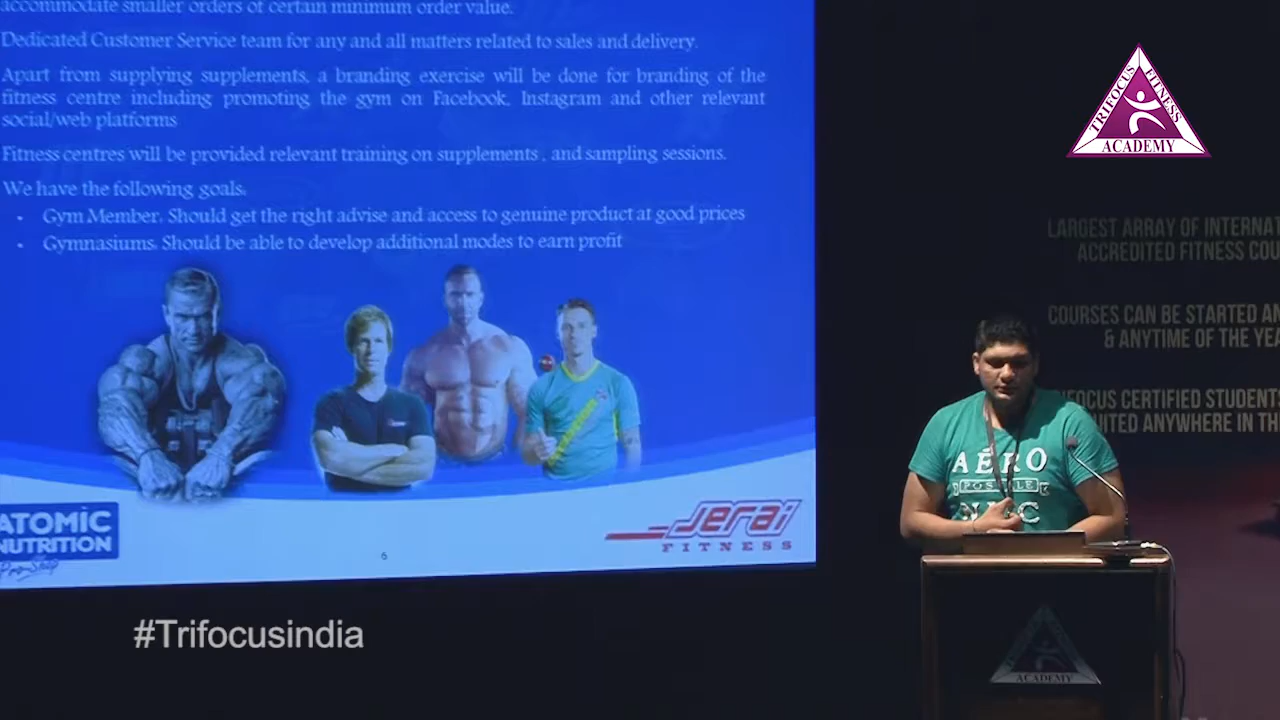 accommodate smaller orders of certain minimum order value.
Dedicated Customer Service team for any and all matters related to sales and delivery.
Apart from supplying supplements, a branding exercise will be done for branding of the
fitness centre including promoting the gym on Facebook, Instagram and other relevant
social/web platforms
Fitness centres will be provided relevant training on supplements , and sampling sessions.
We have the following goals:
• Gym Member: Should get the right advise and access to genuine product at good prices
• Gymnasiums: Should be able to develop additional modes to earn profit
ATOMIC
NUTRITION
Pro Shop
6
Jerai
FITNESS
#Trifocusindia
TRIFOCUS FITNESS
ACADEMY
LARGEST ARRAY OF
ACCREDITED FITNESS
COURSES CAN BE STARTED
& ANYTIME OF THE
CERTIFIED STUDENTS
ANYWHERE IN
AERO
ACADEMY